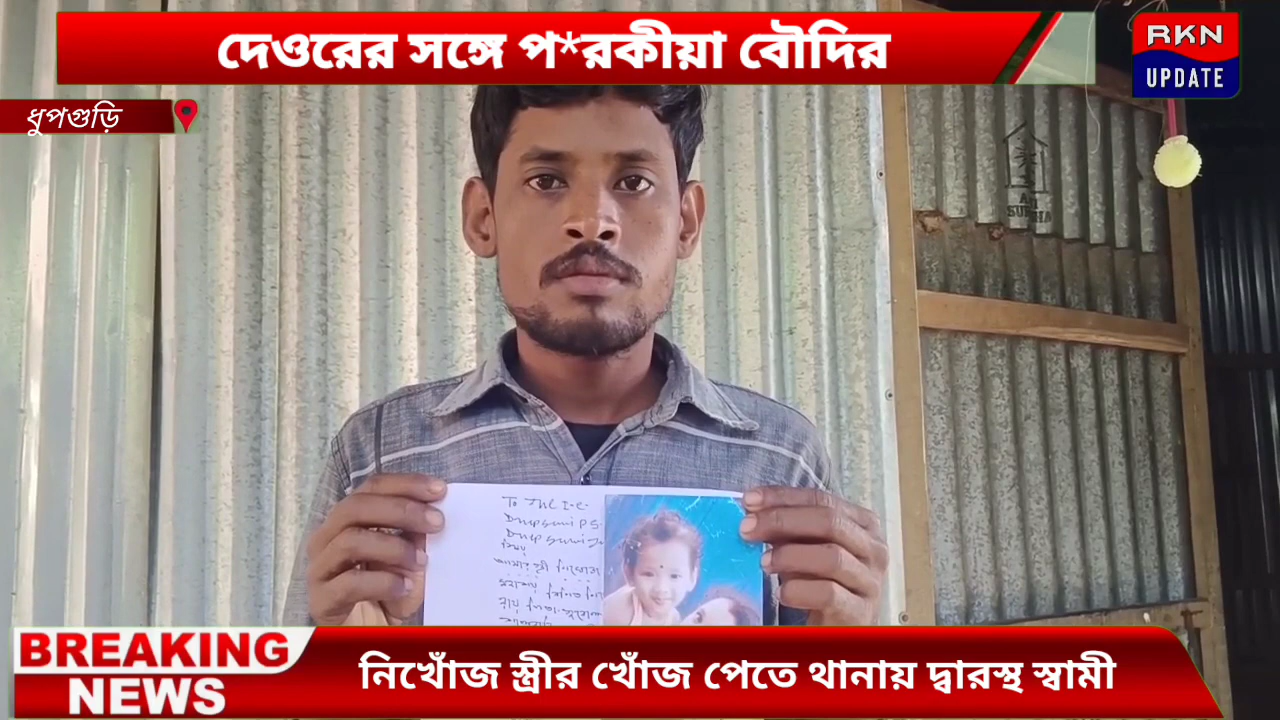 দেওরের সঙ্গে প*রকীয়া বৌদির
RKN
UPDATE
ধুপগুড়ি
To The I.C.
P.S.
BREAKING
NEWS
নিখোঁজ স্ত্রীর খোঁজ পেতে থানায় দ্বারস্থ স্বামী